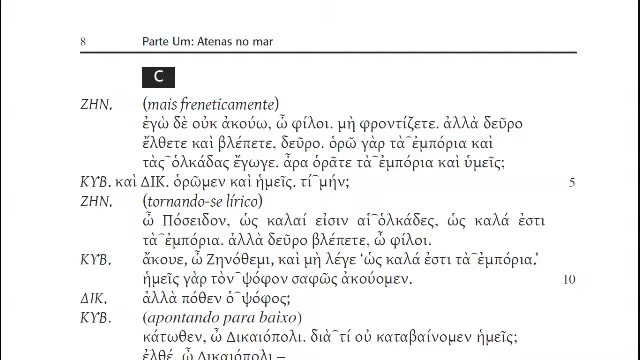 8 Parte Um: Atenas no mar
C
ΖΗΝ. (mais freneticamente)
ἐγὼ δὲ οὐκ ἀκούω, ὦ φίλοι. μὴ φροντίζετε. ἀλλὰ δεῦρο
ἔλθετε καὶ βλέπετε, δεῦρο. ὁρῶ γὰρ τὰ ͡ ἐμπόρια καὶ
τὰς ͡ ὁλκάδας ἔγωγε. ἆρα ὁρᾶτε τὰ ͡ ἐμπόρια καὶ ὑμεῖς;
ΚΥΒ. καὶ ΔΙΚ. ὁρῶμεν καὶ ἡμεῖς. τί ͡ μήν; 5
ΖΗΝ. (tornando-se lírico)
ὦ Πόσειδον, ὡς καλαί εἰσιν αἱ ͡ ὁλκάδες, ὡς καλά ἐστι
τὰ ͡ ἐμπόρια. ἀλλὰ δεῦρο βλέπετε, ὦ φίλοι.
ΚΥΒ. ἄκουε, ὦ Ζηνόθεμι, καὶ μὴ λέγε ‘ὡς καλά ἐστι τὰ ͡ ἐμπόρια.’
ἡμεῖς γὰρ τὸν ͡ ψόφον σαφῶς ἀκούομεν. 10
ΔΙΚ. ἀλλὰ πόθεν ὁ ͡ ψόφος;
ΚΥΒ. (apontando para baixo)
κάτωθεν, ὦ Δικαιόπολι. διὰ ͡ τί οὐ καταβαίνομεν ἡμεῖς;
ἐλθέ, ὦ Δικαιόπολι –